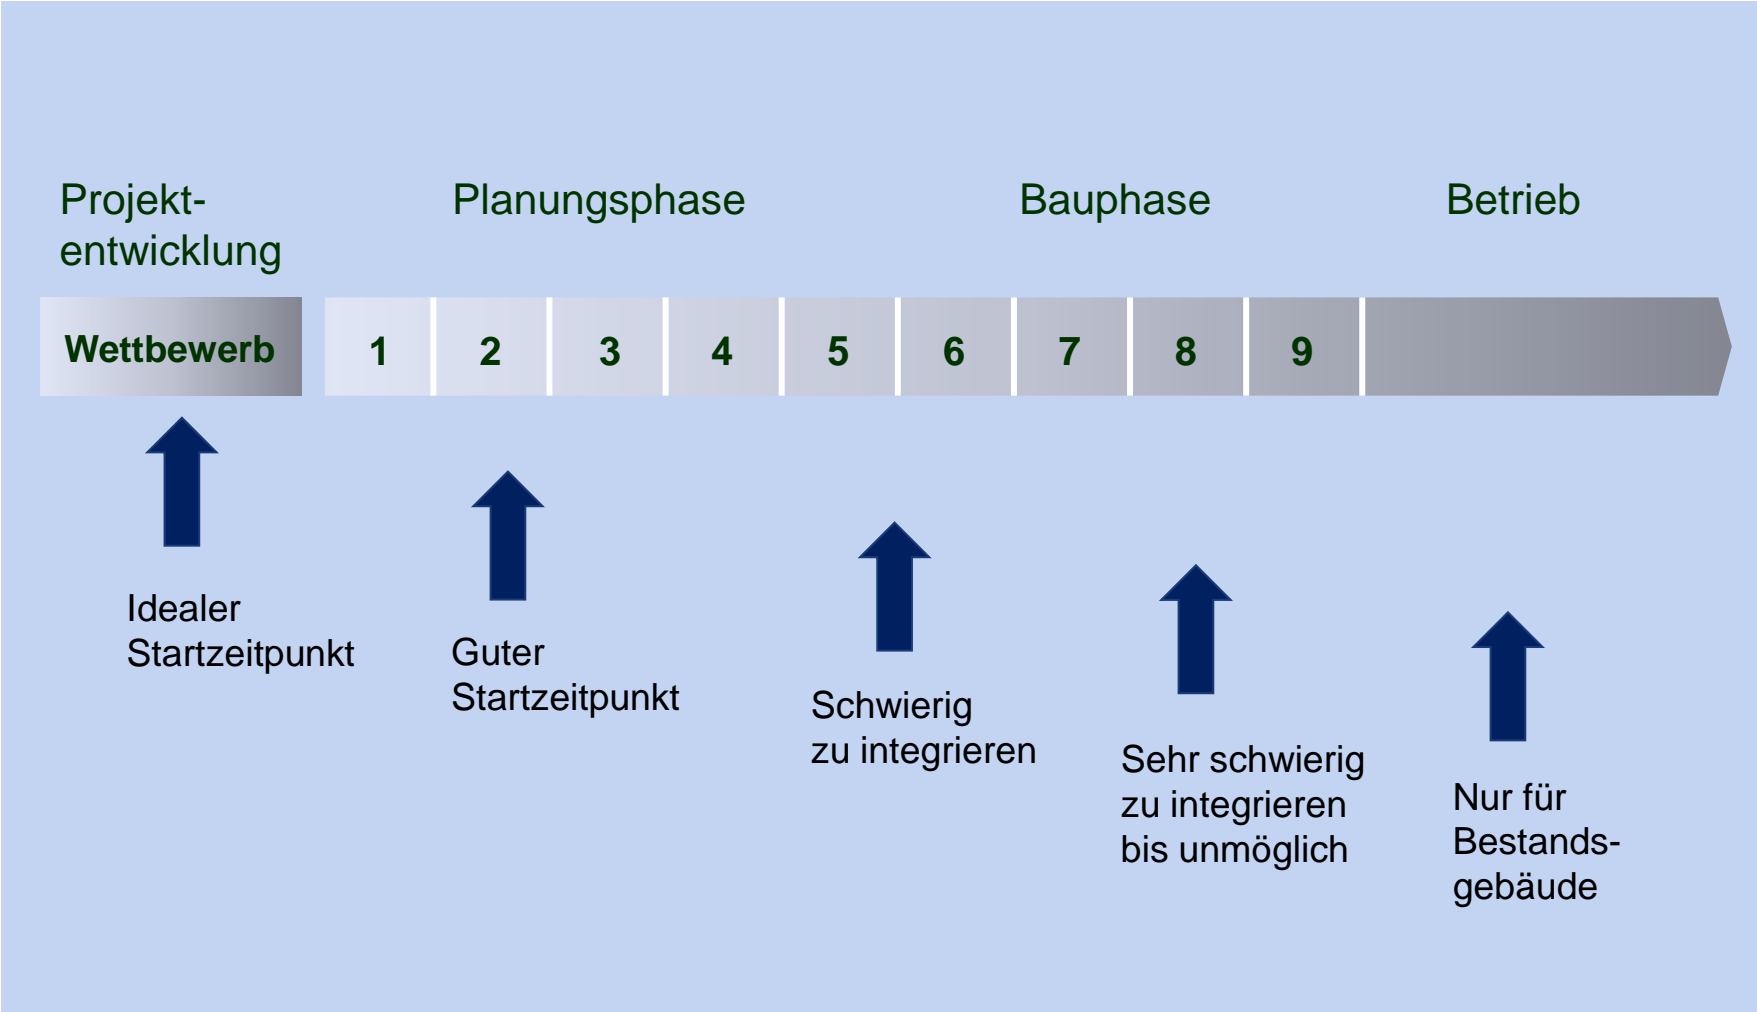 Projekt-
entwicklung
Planungsphase
Bauphase
Betrieb
Wettbewerb
1 2 3 4 5 6 7 8 9
Idealer
Startzeitpunkt
Guter
Startzeitpunkt
Schwierig
zu integrieren
Sehr schwierig
zu integrieren
bis unmöglich
Nur für
Bestands-
gebäude